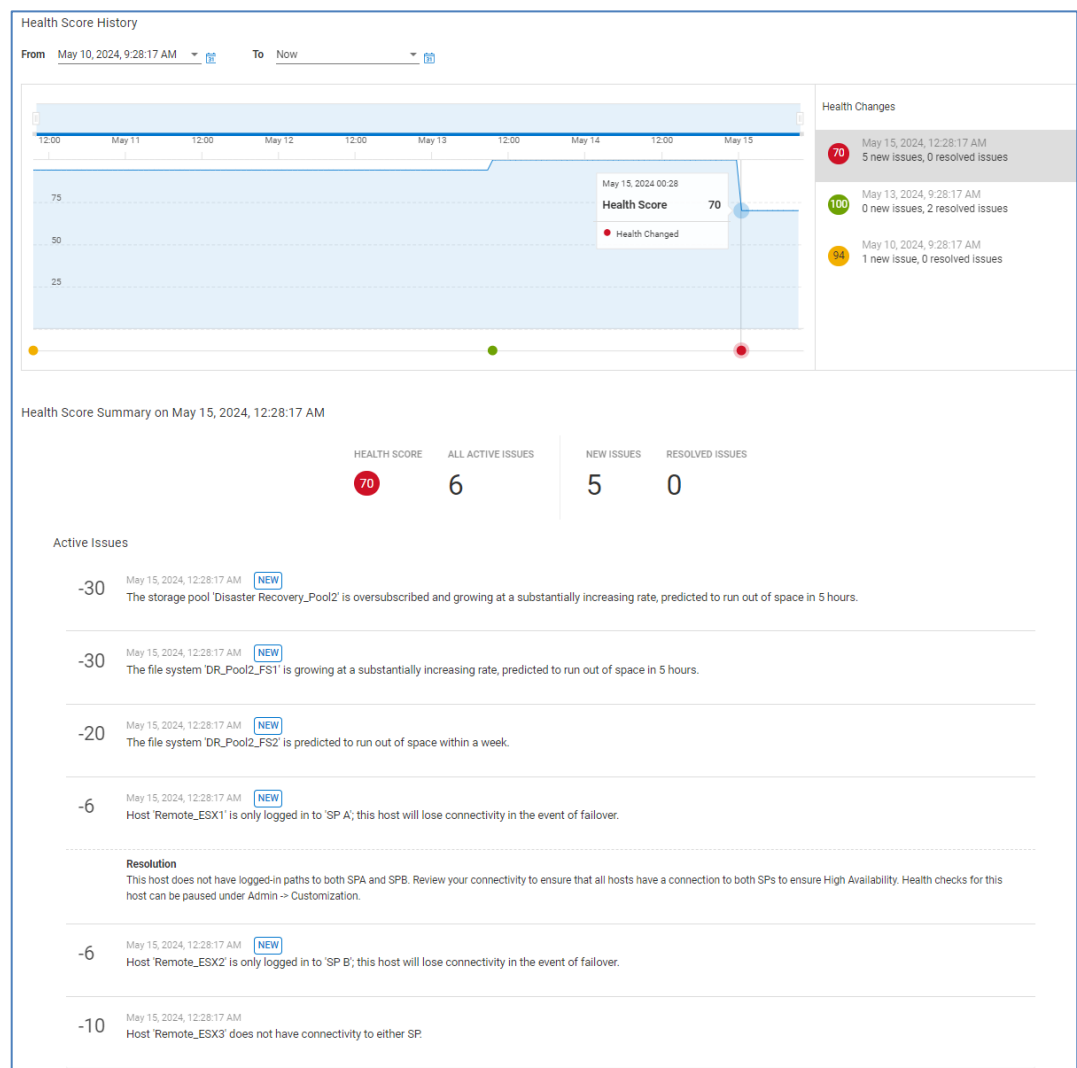 Health Score History
From May 10, 2024, 9:28:17 AM To Now
12:00 May 11 12:00 May 12 12:00 May 13 12:00 May 14 12:00 May 15
75
50
25
May 15, 2024 00:28
Health Score 70
Health Changed
Health Changes
70
May 15, 2024, 12:28:17 AM
5 new issues, 0 resolved issues
100
May 13, 2024, 9:28:17 AM
0 new issues, 2 resolved issues
94
May 10, 2024, 9:28:17 AM
1 new issue, 0 resolved issues
Health Score Summary on May 15, 2024, 12:28:17 AM
HEALTH SCORE ALL ACTIVE ISSUES NEW ISSUES RESOLVED ISSUES
70 6 5 0
Active Issues
-30
May 15, 2024, 12:28:17 AM NEW
The storage pool 'Disaster Recovery_Pool2' is oversubscribed and growing at a substantially increasing rate, predicted to run out of space in 5 hours.
-30
May 15, 2024, 12:28:17 AM NEW
The file system 'DR_Pool2_FS1' is growing at a substantially increasing rate, predicted to run out of space in 5 hours.
-20
May 15, 2024, 12:28:17 AM NEW
The file system 'DR_Pool2_FS2' is predicted to run out of space within a week.
-6
May 15, 2024, 12:28:17 AM NEW
Host 'Remote_ESX1' is only logged in to 'SP A'; this host will lose connectivity in the event of failover.
Resolution
This host does not have logged-in paths to both SPA and SPB. Review your connectivity to ensure that all hosts have a connection to both SPs to ensure High Availability. Health checks for this
host can be paused under Admin -> Customization.
-6
May 15, 2024, 12:28:17 AM NEW
Host 'Remote_ESX2' is only logged in to 'SP B'; this host will lose connectivity in the event of failover.
-10
May 15, 2024, 12:28:17 AM
Host 'Remote_ESX3' does not have connectivity to either SP.